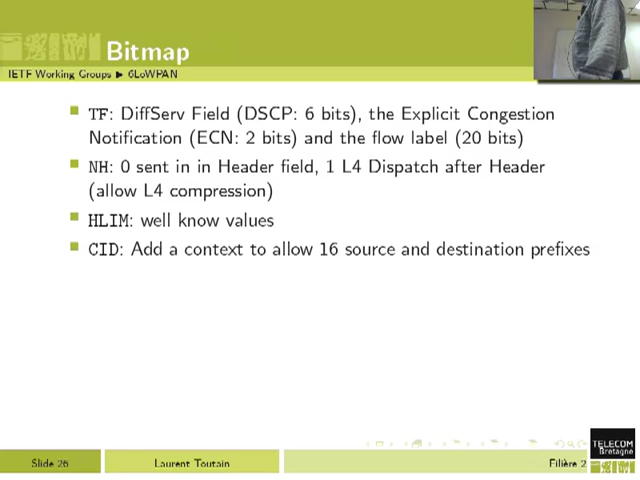 Bitmap
IETF Working Groups ▶ 6LoWPAN
TF: DiffServ Field (DSCP: 6 bits), the Explicit Congestion
Notification (ECN: 2 bits) and the flow label (20 bits)
NH: 0 sent in in Header field, 1 L4 Dispatch after Header
(allow L4 compression)
HLIM: well know values
CID: Add a context to allow 16 source and destination prefixes
TELECOM
Bretagne
Slide 26
Laurent Toutain
Filière 2